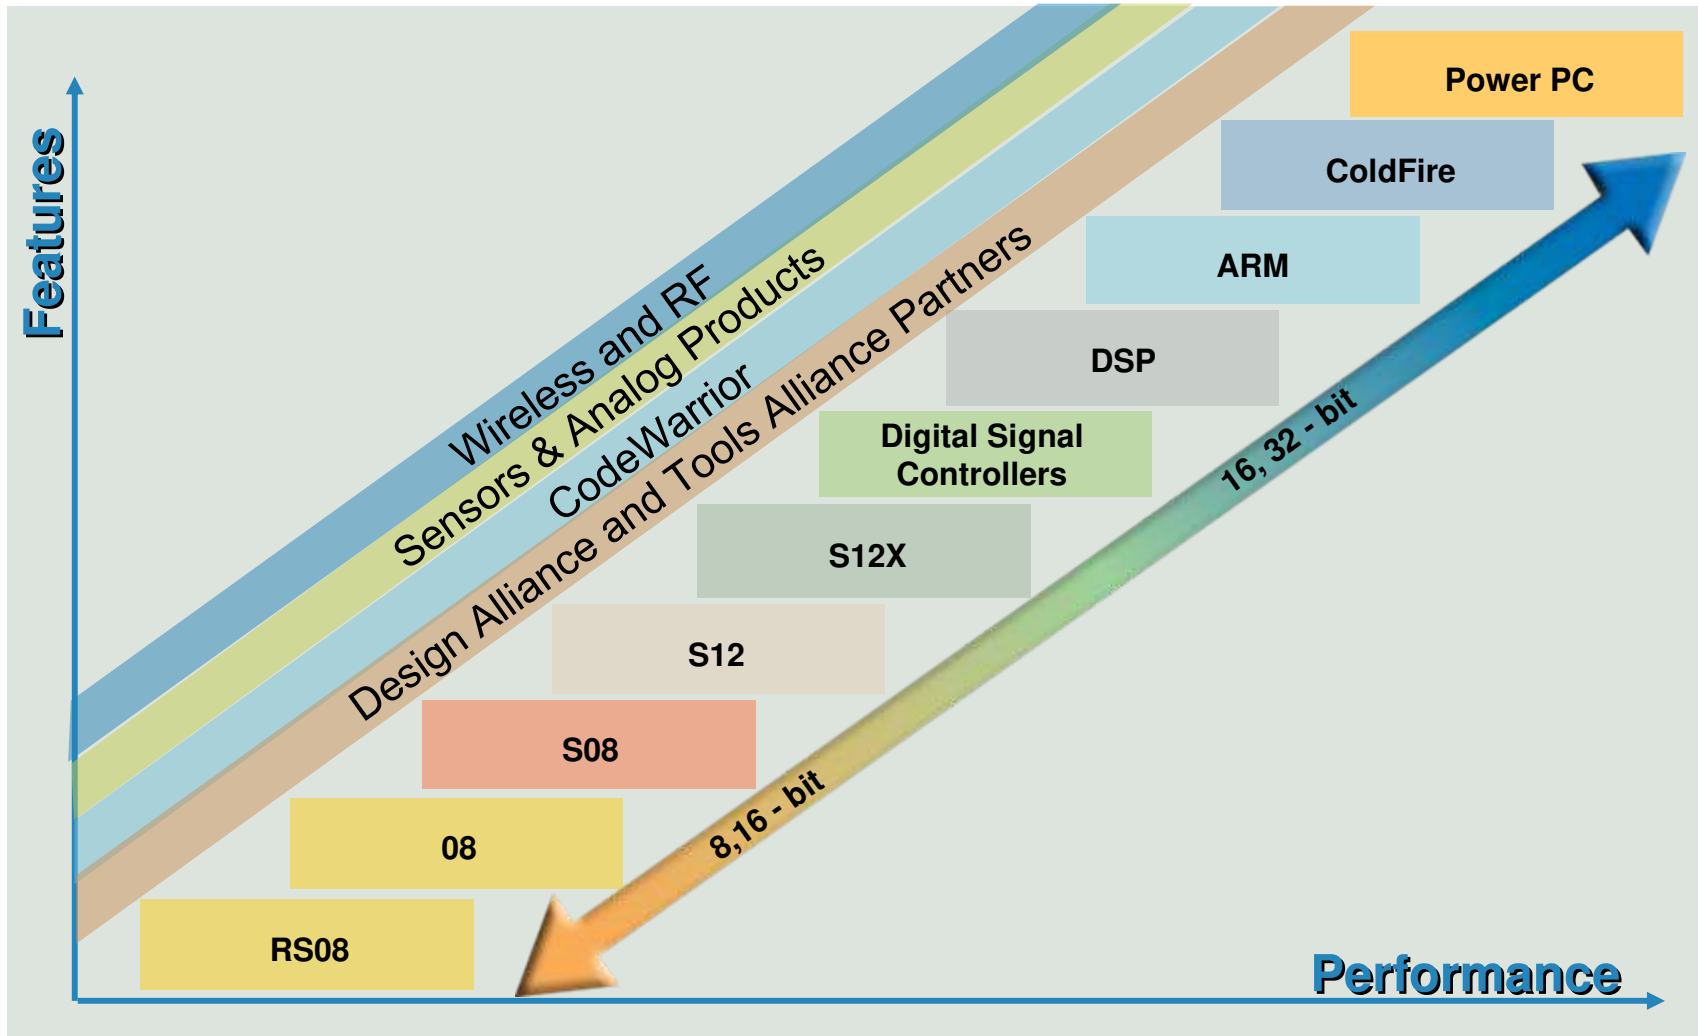 Features
Wireless and RF
Sensors & Analog Products
CodeWarrior
Design Alliance and Tools Alliance Partners
Power PC
ColdFire
ARM
DSP
Digital Signal
Controllers
S12X
S12
S08
08
RS08
16, 32 - bit
8,16 - bit
Performance